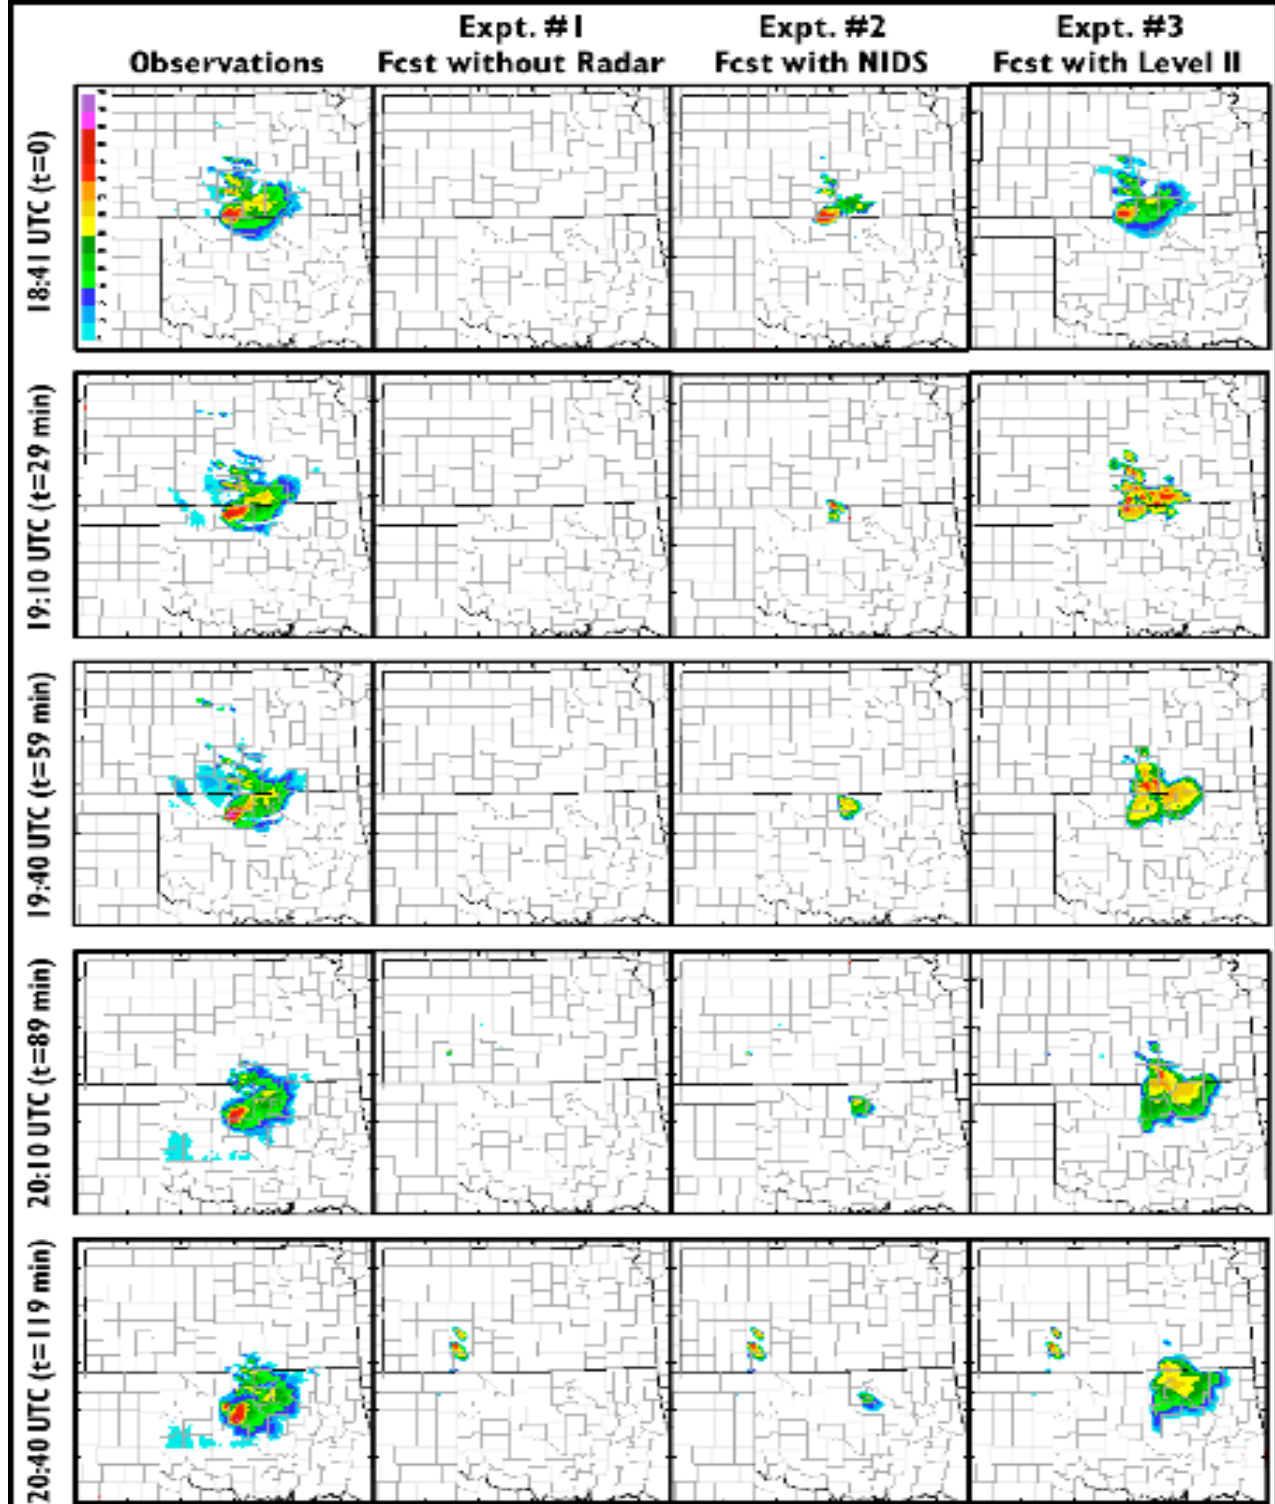 Expt. #1
Expt. #2
Expt. #3
Observations
Fcst without Radar
Fcst with NIDS
Fcst with Level II
18:41 UTC (t=0)
19:10 UTC (t=29 min)
19:40 UTC (t=59 min)
20:10 UTC (t=89 min)
20:40 UTC (t=119 min)